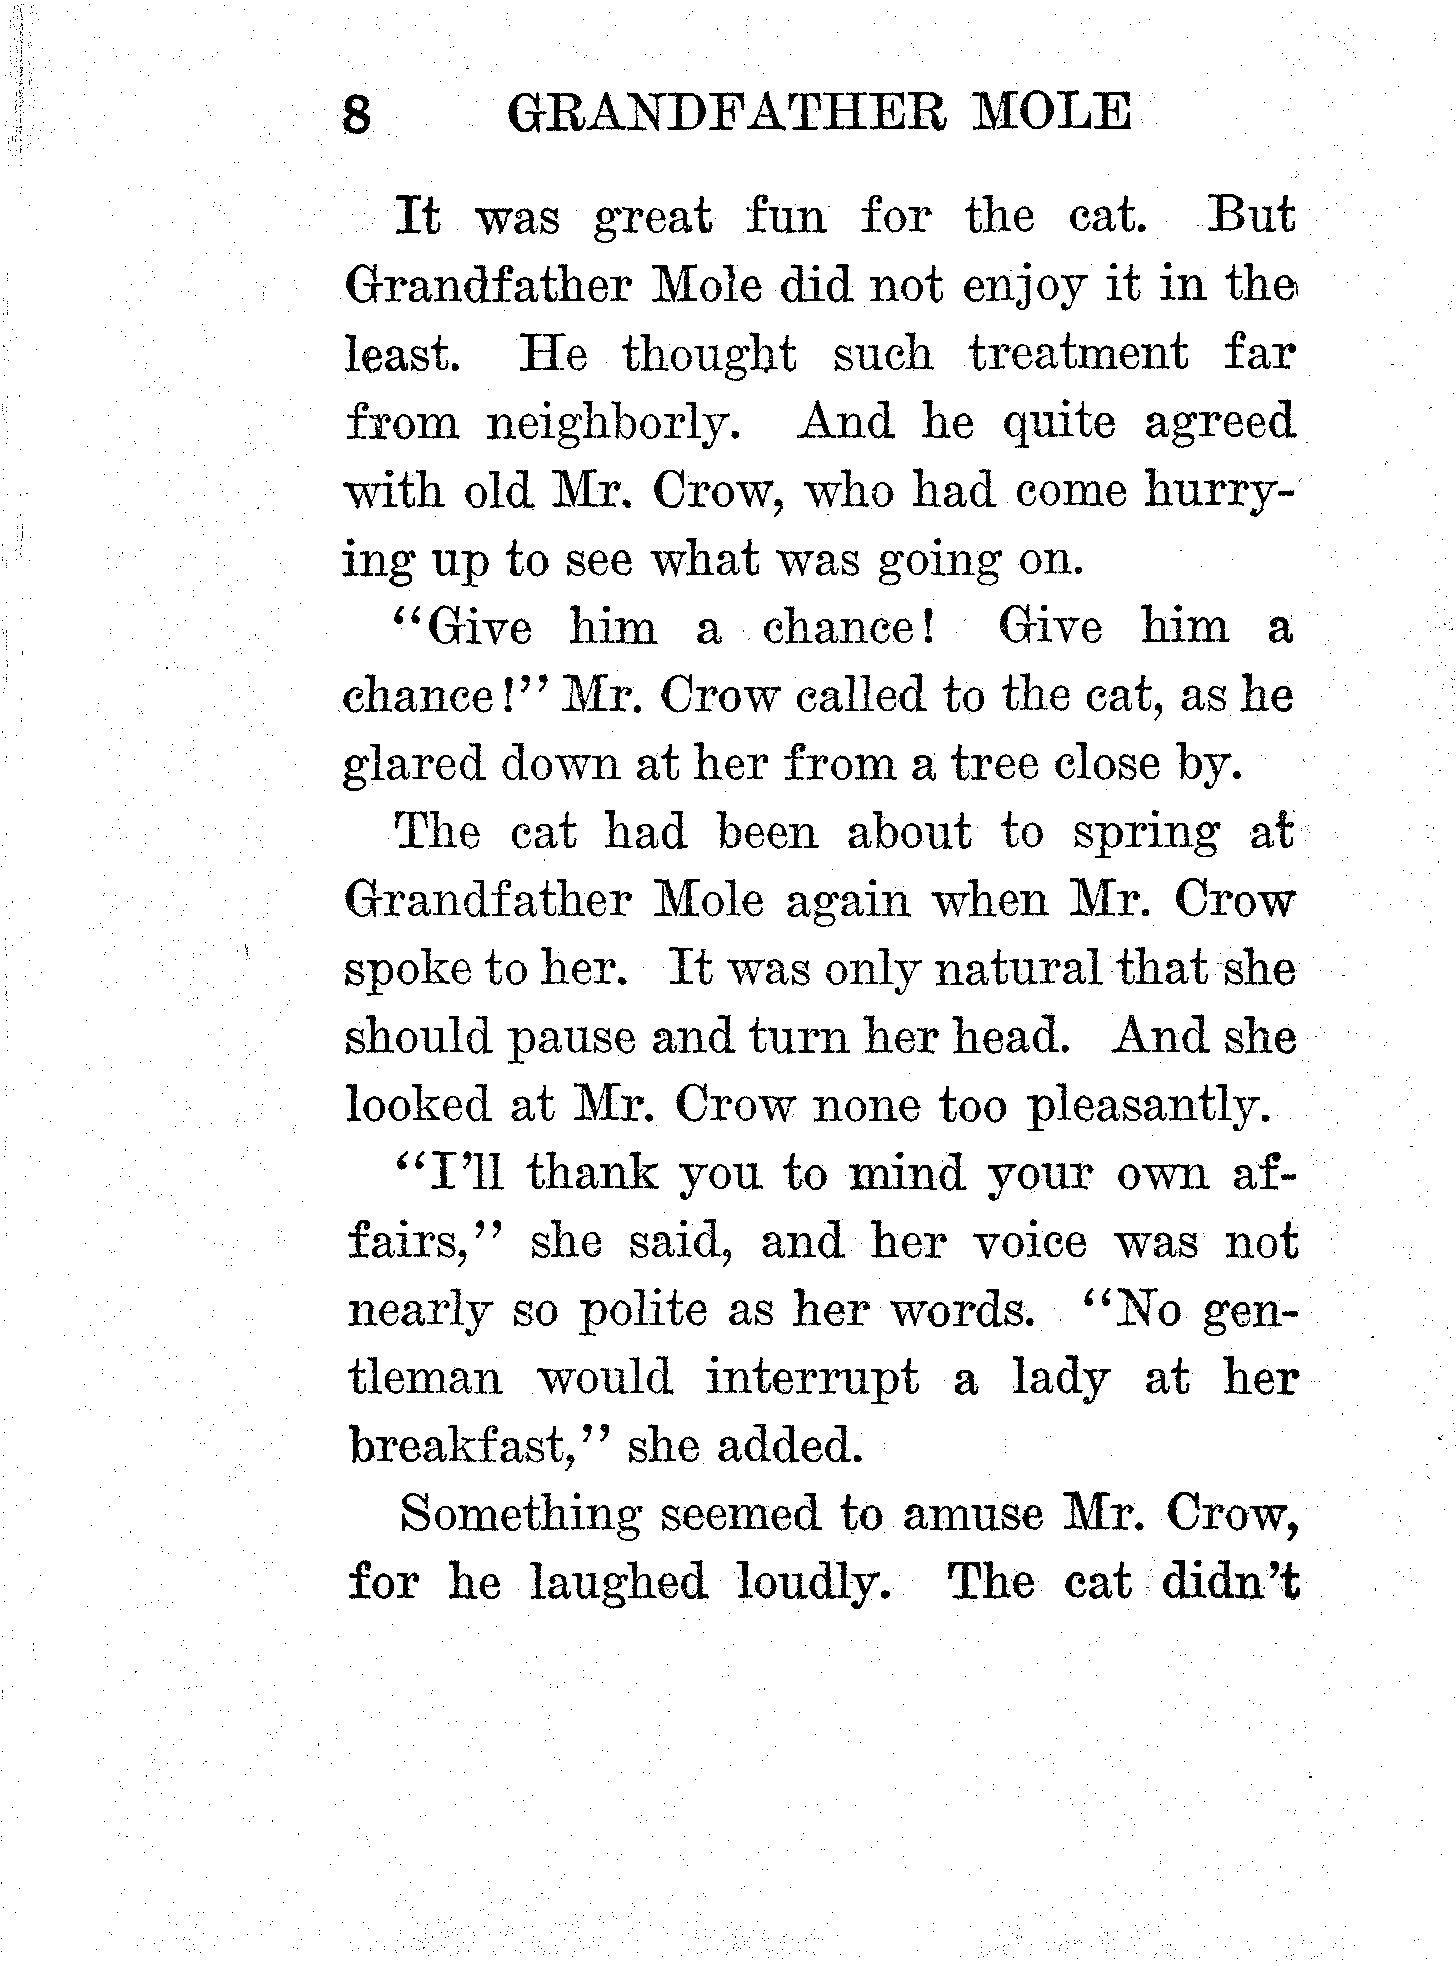 8 GRANDFATHER MOLE
It was great fun for the cat. But
Grandfather Mole did not enjoy it in the
least. He thought such treatment far
from neighborly. And he quite agreed
with old Mr. Crow, who had come hurry-
ing up to see what was going on.
“Give him a chance! Give him a
chance!” Mr. Crow called to the cat, as he
glared down at her from a tree close by.
The cat had been about to spring at
Grandfather Mole again when Mr. Crow
spoke to her. It was only natural that she
should pause and turn her head. And she
looked at Mr. Crow none too pleasantly.
“I’ll thank you to mind your own af-
fairs,” she said, and her voice was not
nearly so polite as her words. “No gen-
tleman would interrupt a lady at her
breakfast,” she added.
Something seemed to amuse Mr. Crow,
for he laughed loudly. The cat didn’t